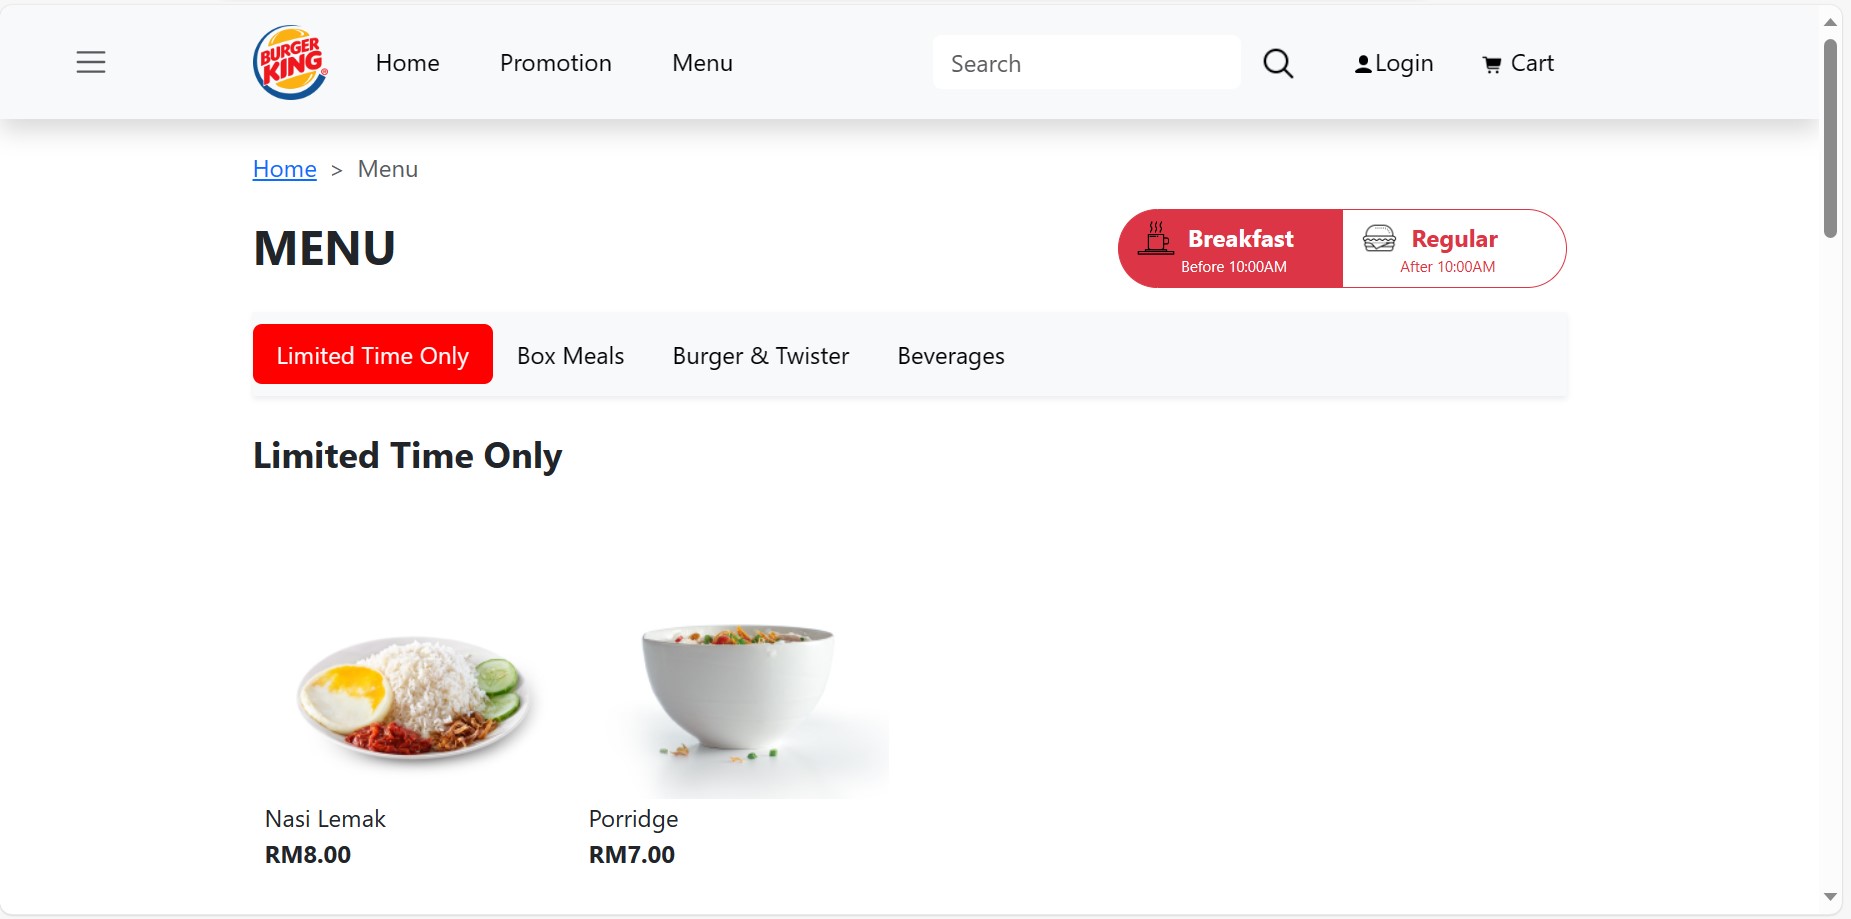 BURGER
KING
Home
Promotion
Menu
Search
Login
Cart
Home > Menu
MENU
Breakfast
Before 10:00AM
Regular
After 10:00AM
Limited Time Only
Box Meals
Burger & Twister
Beverages
Limited Time Only
Nasi Lemak
RM8.00
Porridge
RM7.00